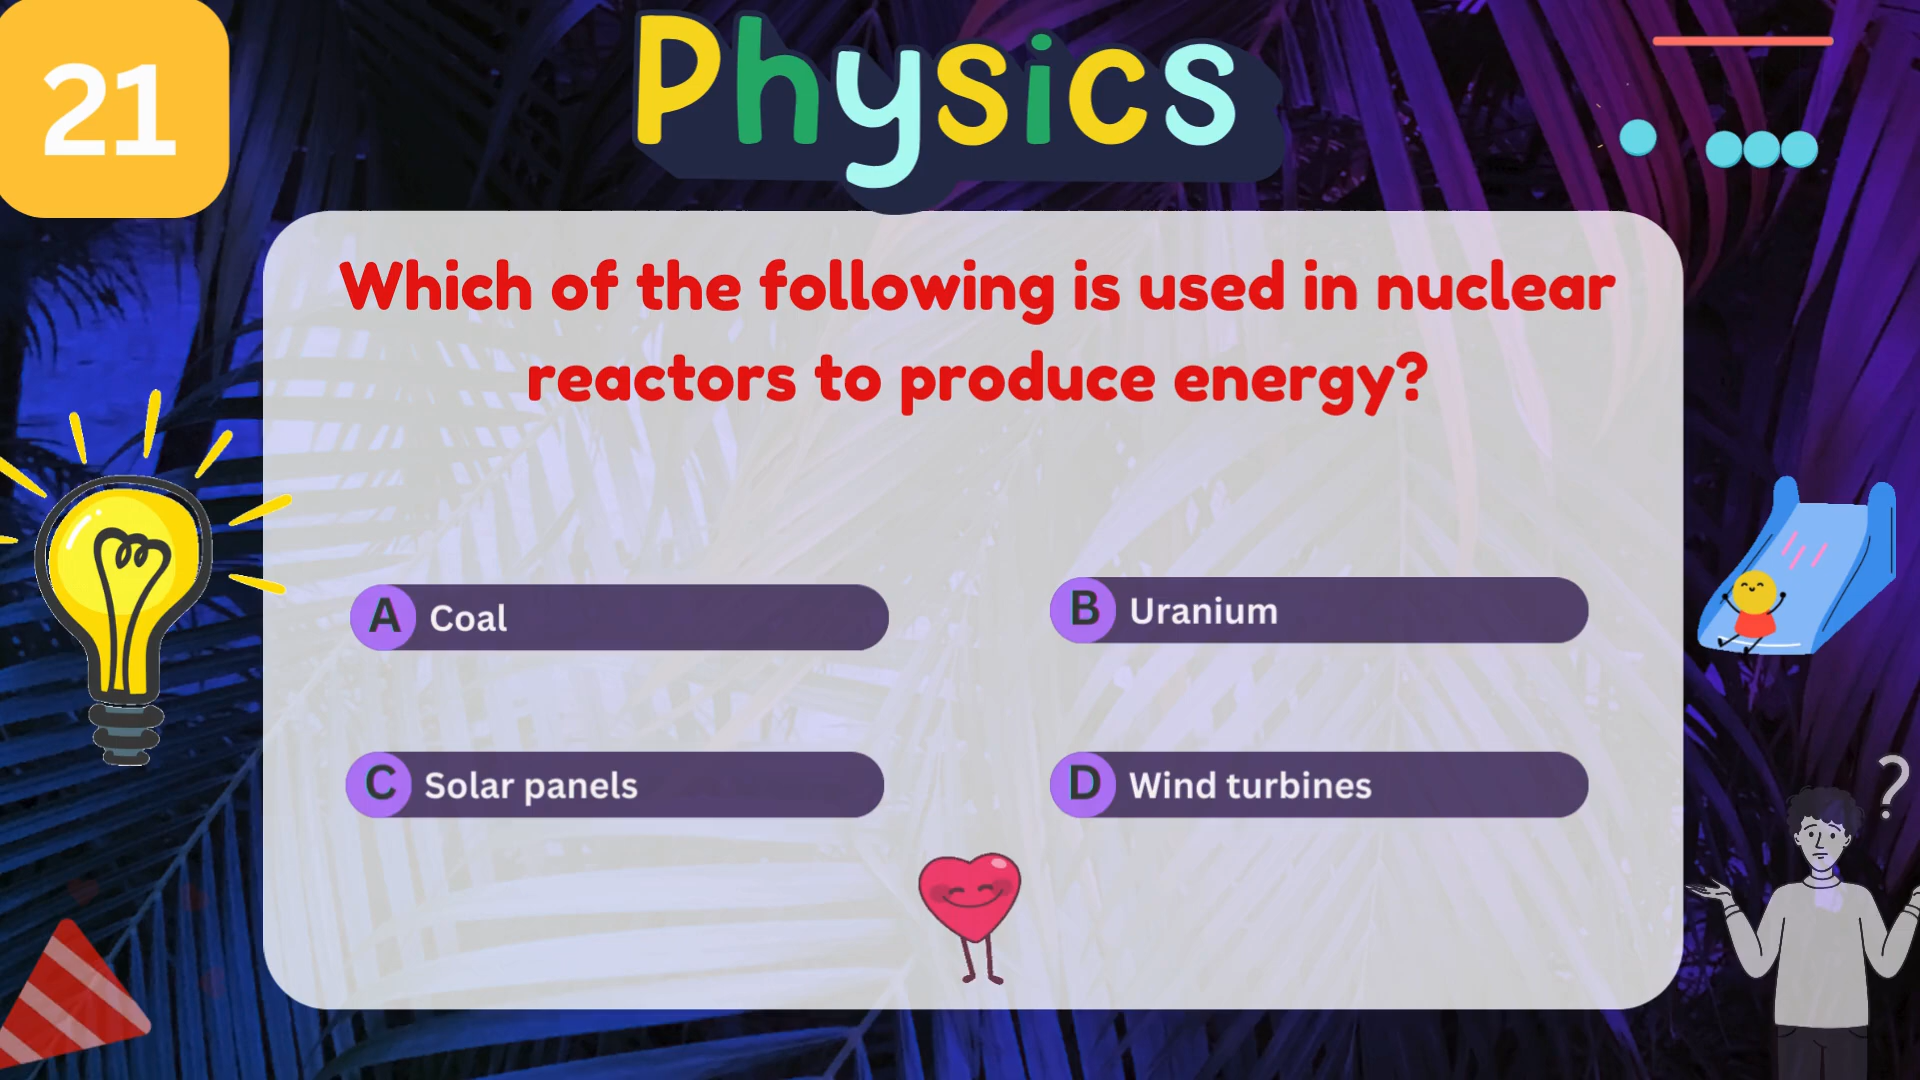 21
Physics
Which of the following is used in nuclear
reactors to produce energy?
A Coal
B Uranium
C Solar panels
D Wind turbines
?